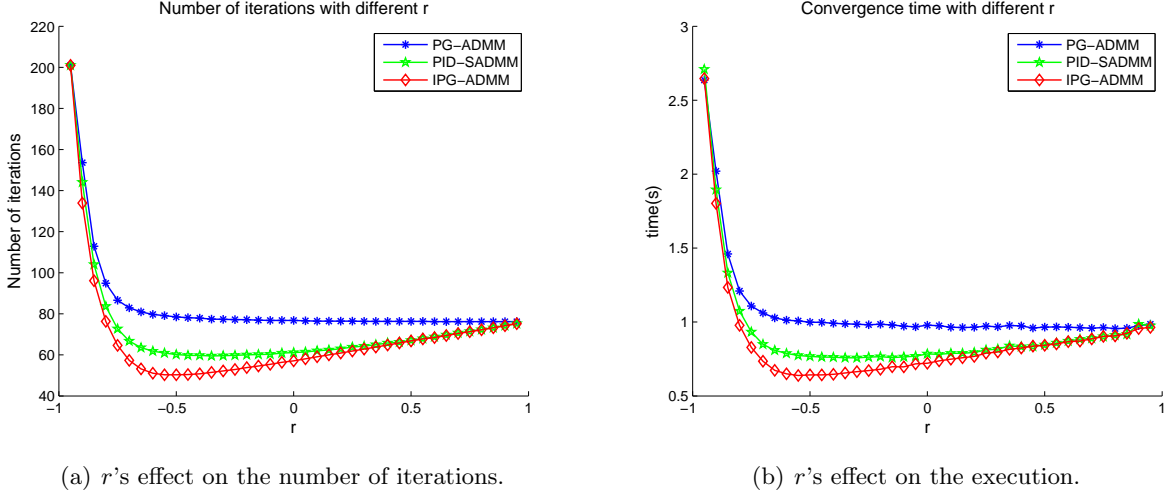 Number of iterations with different r
220
200
180
160
140
120
100
80
60
40
Number of iterations
-1
-0.5
0
0.5
1
r
PG-ADMM
PID-SADMM
IPG-ADMM
(a) r's effect on the number of iterations.
Convergence time with different r
3
2.5
2
1.5
1
0.5
time(s)
-1
-0.5
0
0.5
1
r
PG-ADMM
PID-SADMM
IPG-ADMM
(b) r's effect on the execution.